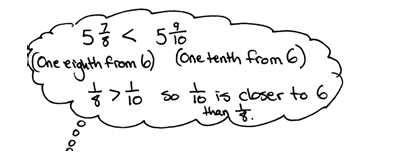 5 7/8 < 5 9/10
(One eighth from 6) (One tenth from 6)
1/8 > 1/10 so 1/10 is closer to 6
than 1/8.